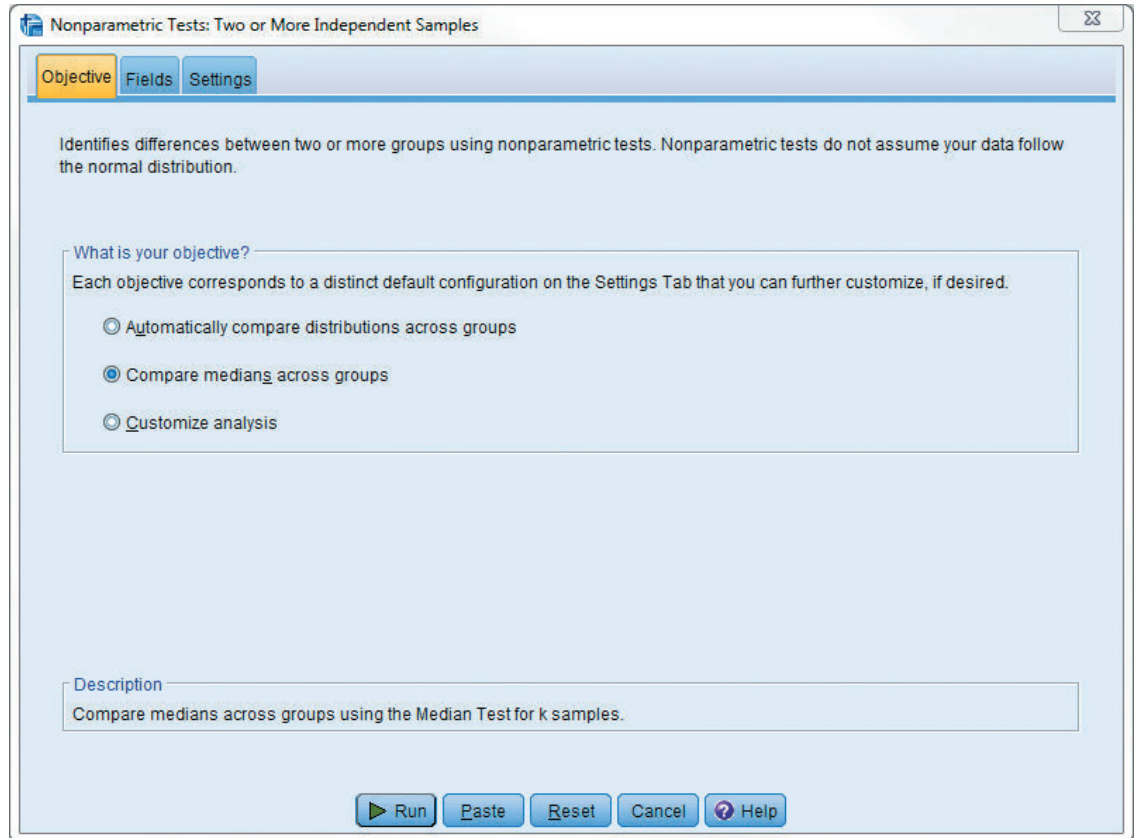 Nonparametric Tests: Two or More Independent Samples
Objective Fields Settings
Identifies differences between two or more groups using nonparametric tests. Nonparametric tests do not assume your data follow
the normal distribution.
What is your objective?
Each objective corresponds to a distinct default configuration on the Settings Tab that you can further customize, if desired.
Automatically compare distributions across groups
Compare medians across groups
Customize analysis
Description
Compare medians across groups using the Median Test for k samples.
Run Paste Reset Cancel Help